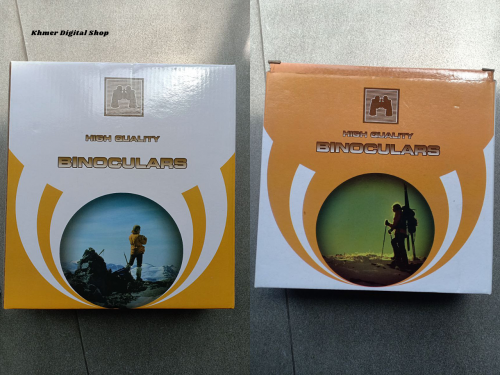 Khmer Digital Shop
HIGH QUALITY
BINOCULARS
HIGH QUALITY
BINOCULARS